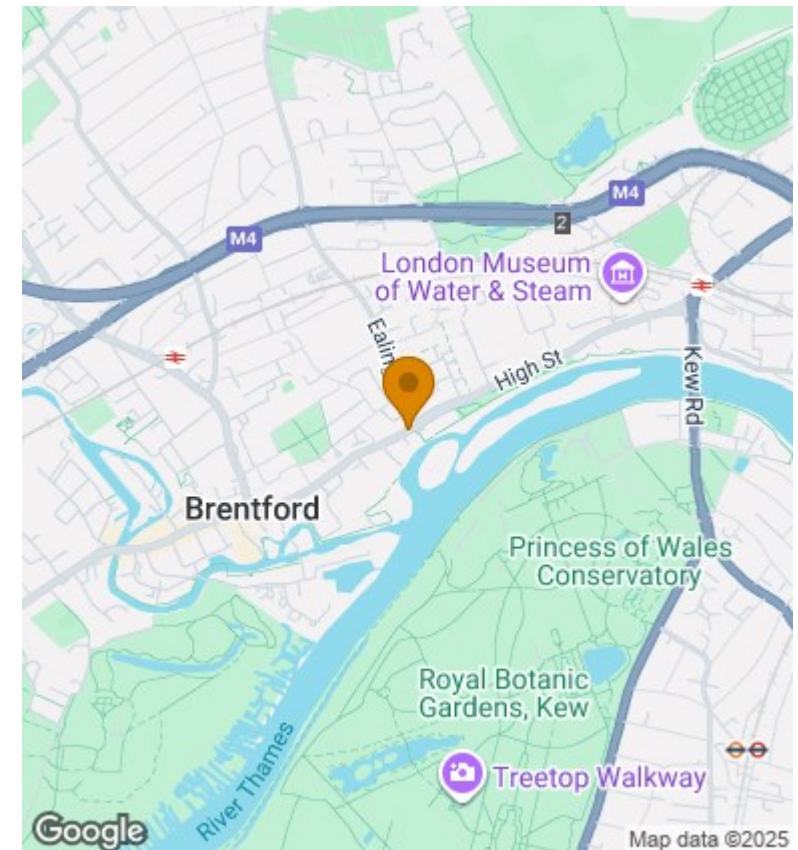 M4
2
M4
London Museum
of Water & Steam
Ealing
High St
Kew Rd
Brentford
Princess of Wales
Conservatory
Royal Botanic
Gardens, Kew
River Thames
Treetop Walkway
Google
Map data ©2025